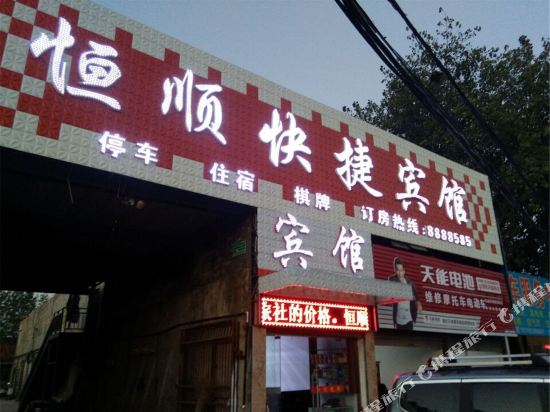 恒顺快捷宾馆
停车 住宿 棋牌 订房热线:8888585
宾馆
社的价格。恒顺
天能电池
维修摩托车电动车
携程旅行